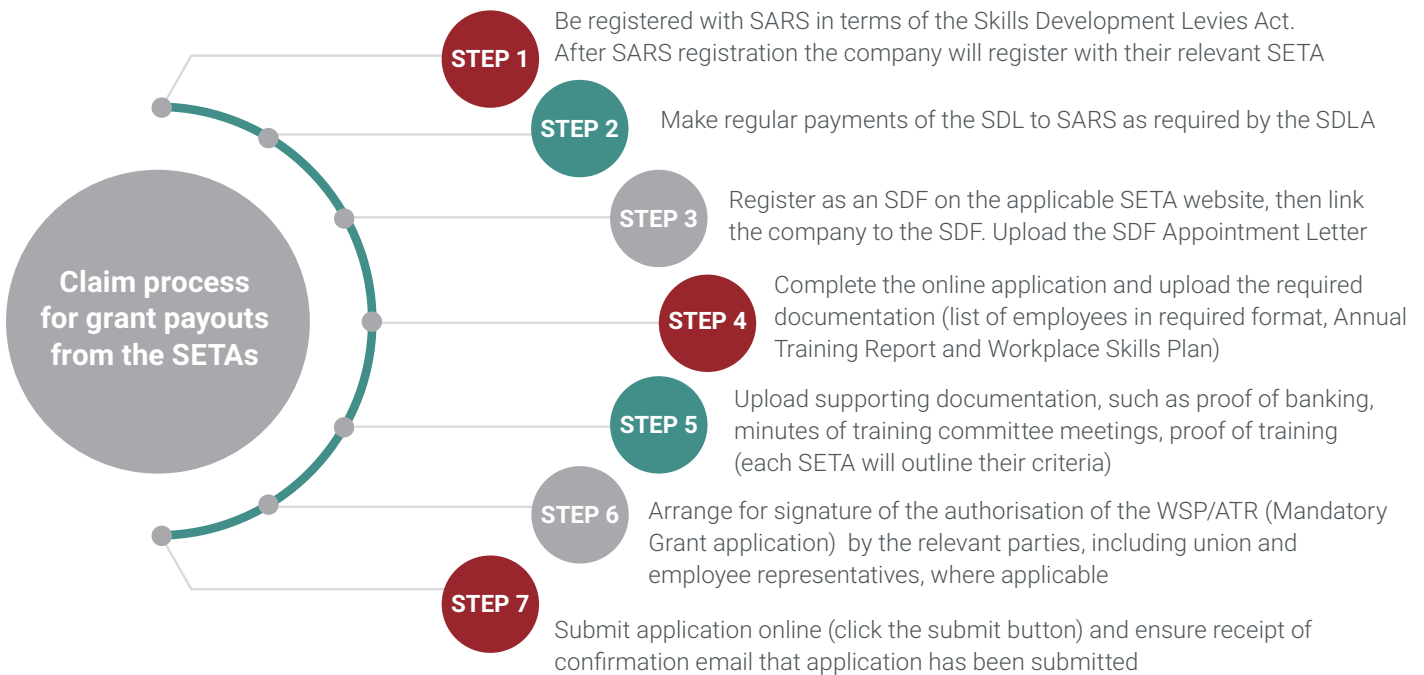 Claim process
for grant payouts
from the SETAs
STEP 1
Be registered with SARS in terms of the Skills Development Levies Act.
After SARS registration the company will register with their relevant SETA
STEP 2
Make regular payments of the SDL to SARS as required by the SDLA
STEP 3
Register as an SDF on the applicable SETA website, then link
the company to the SDF. Upload the SDF Appointment Letter
STEP 4
Complete the online application and upload the required
documentation (list of employees in required format, Annual
Training Report and Workplace Skills Plan)
STEP 5
Upload supporting documentation, such as proof of banking,
minutes of training committee meetings, proof of training
(each SETA will outline their criteria)
STEP 6
Arrange for signature of the authorisation of the WSP/ATR (Mandatory
Grant application) by the relevant parties, including union and
employee representatives, where applicable
STEP 7
Submit application online (click the submit button) and ensure receipt of
confirmation email that application has been submitted